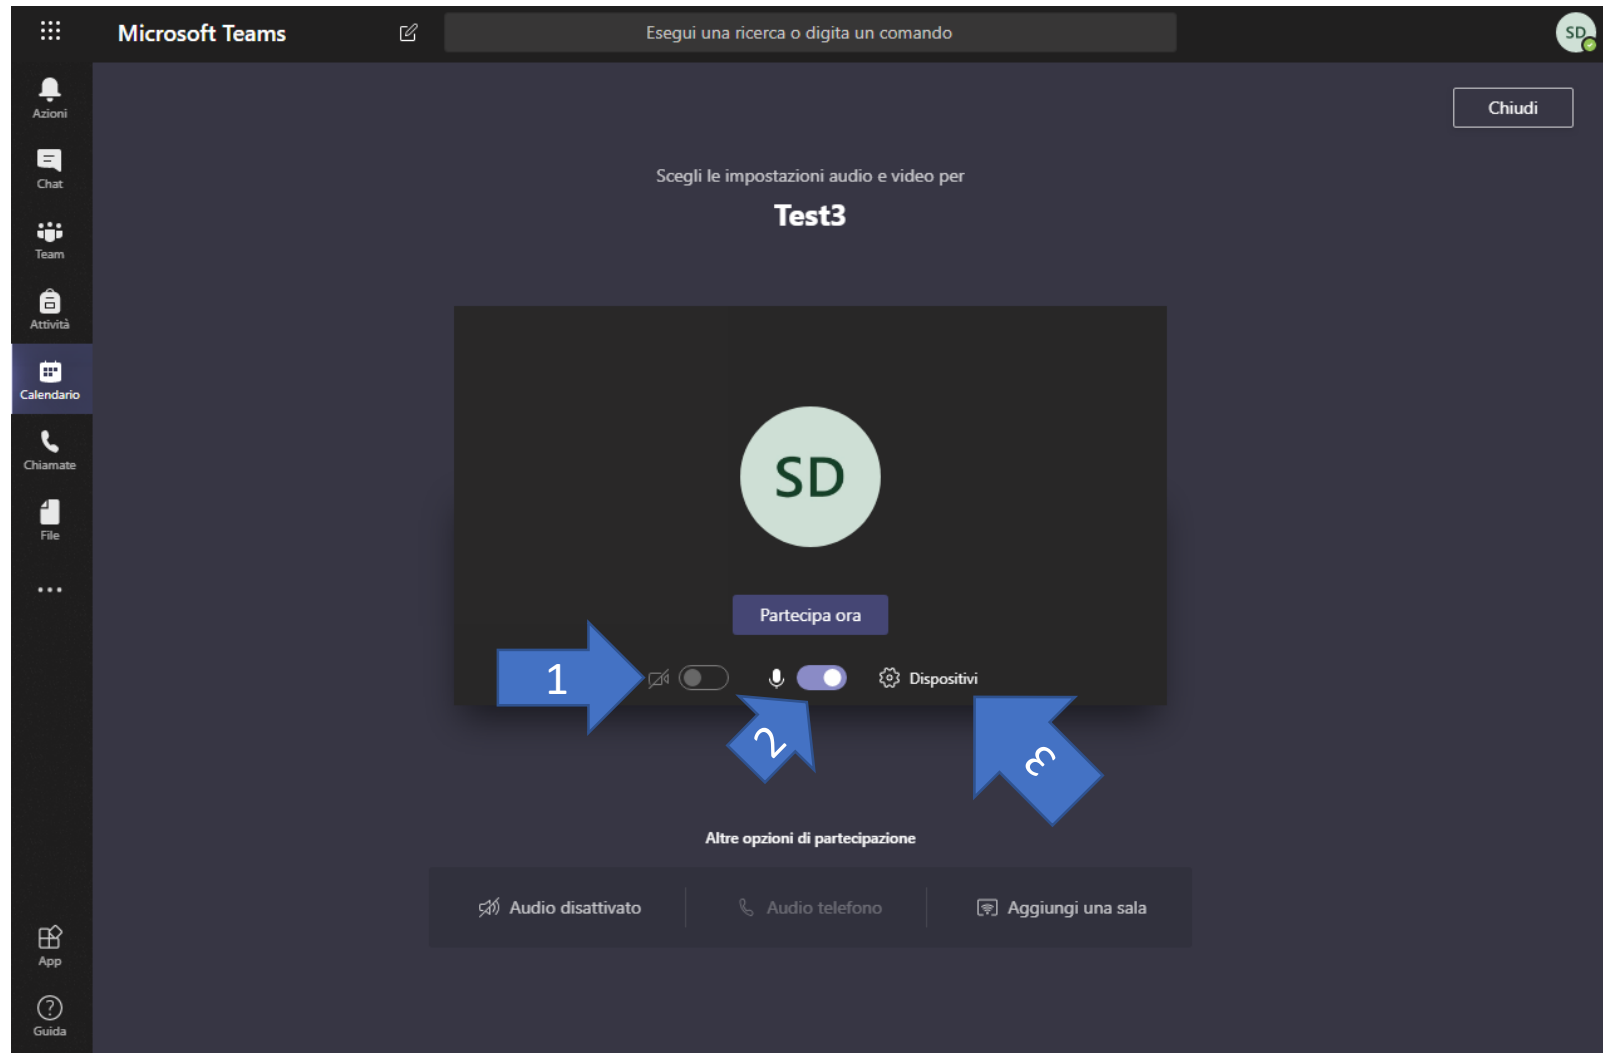 Microsoft Teams
Esegui una ricerca o digita un comando
SD
Azioni
Chat
Team
Attività
Calendario
Chiamate
File
App
Guida
Chiudi
Scegli le impostazioni audio e video per
Test3
SD
Partecipa ora
1
Dispositivi
2
3
Altre opzioni di partecipazione
Audio disattivato
Audio telefono
Aggiungi una sala